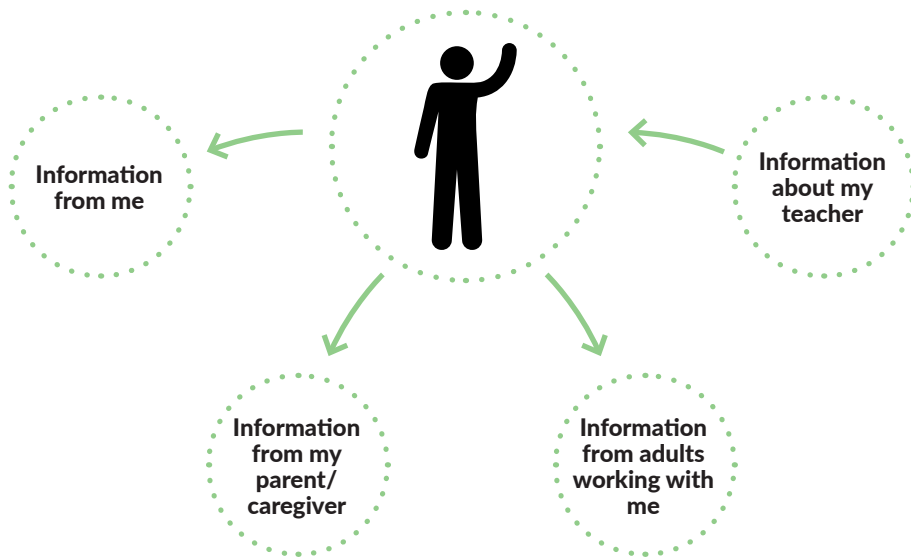 Information
from me
Information
about my
teacher
Information
from my
parent/
caregiver
Information
from adults
working with
me